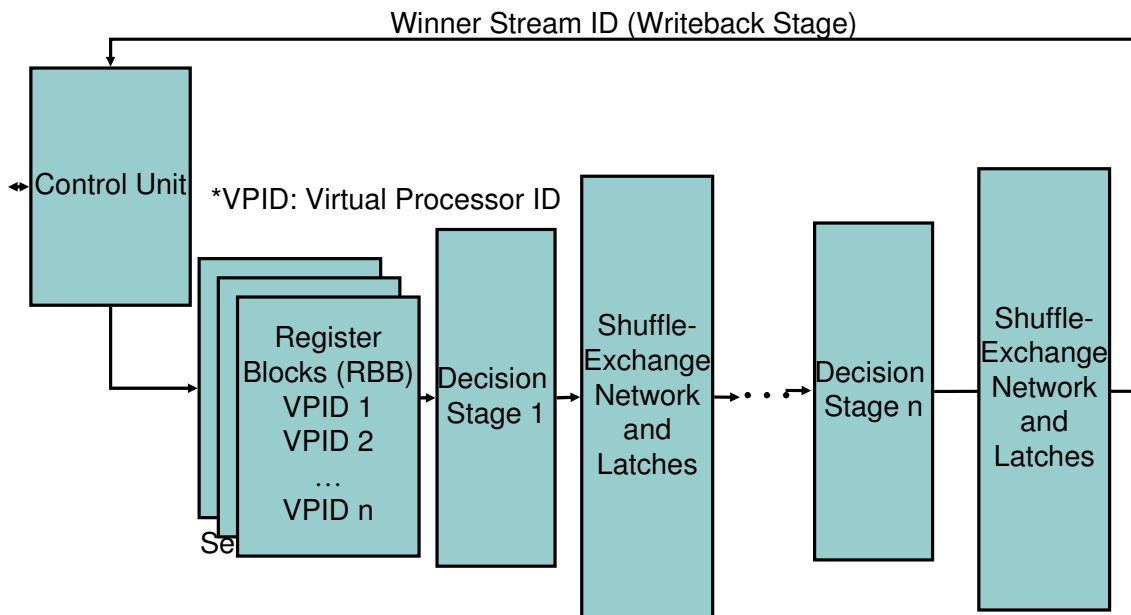 Winner Stream ID (Writeback Stage)
Control Unit
*VPID: Virtual Processor ID
Register
Blocks (RBB)
VPID 1
VPID 2
…
VPID n
Decision
Stage 1
Shuffle-
Exchange
Network
and
Latches
. . .
Decision
Stage n
Shuffle-
Exchange
Network
and
Latches